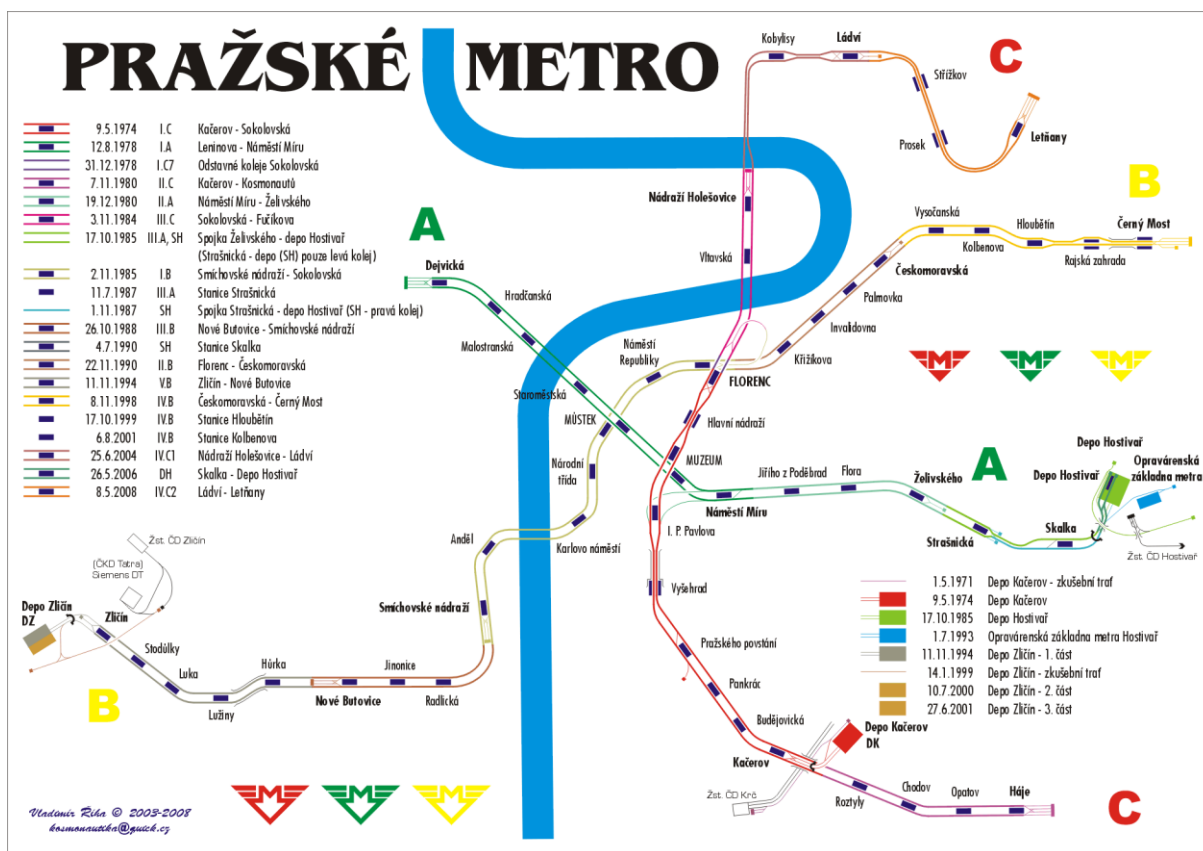 PRAŽSKÉ METRO
9.5.1974 I.C Kačerov - Sokolovská
12.8.1978 I.A Leninova - Náměstí Míru
31.12.1978 I.C7 Odstavné koleje Sokolovská
7.11.1980 II.C Kačerov - Kosmonautů
19.12.1980 II.A Náměstí Míru - Želivského
3.11.1984 III.C Sokolovská - Fučíkova
17.10.1985 III.A, SH Spojka Želivského - depo Hostivař
(Strašnická - depo (SH) pouze levá kolej)
2.11.1985 I.B Smíchovské nádraží - Sokolovská
11.7.1987 III.A Stanice Strašnická
1.11.1987 SH Spojka Strašnická - depo Hostivař (SH - pravá kolej)
26.10.1988 III.B Nové Butovice - Smíchovské nádraží
4.7.1990 SH Stanice Skalka
22.11.1990 II.B Florenc - Českomoravská
11.11.1994 V.B Zličín - Nové Butovice
8.11.1998 IV.B Českomoravská - Černý Most
17.10.1999 IV.B Stanice Hloubětín
6.8.2001 IV.B Stanice Kolbenova
25.6.2004 IV.C1 Nádraží Holešovice - Ládví
26.5.2006 DH Skalka - Depo Hostivař
8.5.2008 IV.C2 Ládví - Letňany
Kobylisy
Ládví
C
Střížkov
Prosek
Letňany
B
Nádraží Holešovice
Vltavská
Vysočanská
Kolbenova
Hloubětín
Rajská zahrada
Černý Most
Českomoravská
Palmovka
Invalidovna
Křižíkova
A
Dejvická
Hradčanská
Malostranská
Staroměstská
Náměstí
Republiky
FLORENC
MŮSTEK
Hlavní nádraží
MUZEUM
Národní
třída
Karlovo náměstí
Anděl
Náměstí Míru
I. P. Pavlova
Jiřího z Poděbrad
Flora
Želivského
A
Strašnická
Skalka
Depo Hostivař
Depo Hostivař
Opravárenská
základna metra
Žst. ČD Hostivař
M
M
M
Vyšehrad
Pražského povstání
Pankrác
Budějovická
Kačerov
Depo Kačerov
DK
Žst. ČD Krč
Roztyly
Chodov
Opatov
Háje
C
Smíchovské nádraží
Radlická
Jinonice
Nové Butovice
Hůrka
Lužiny
Luka
Stodůlky
Zličín
Depo Zličín
DZ
Žst. ČD Zličín
(ČKD Tatra)
Siemens DT
B
1.5.1971 Depo Kačerov - zkušební trať
9.5.1974 Depo Kačerov
17.10.1985 Depo Hostivař
1.7.1993 Opravárenská základna metra Hostivař
11.11.1994 Depo Zličín - 1. část
14.1.1999 Depo Zličín - zkušební trať
10.7.2000 Depo Zličín - 2. část
27.6.2001 Depo Zličín - 3. část
M
M
M
Vladimír Říha © 2003-2008
kosmonautika@quick.cz